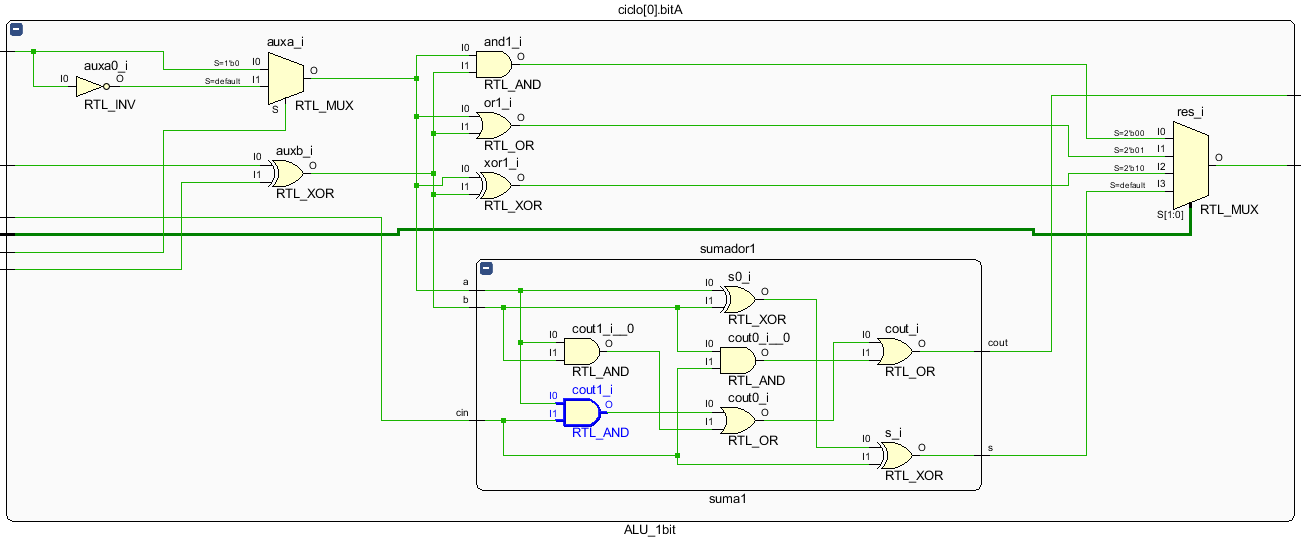 ciclo[0].bitA
auxa_i
auxa0_i
I0
O
RTL_INV
S=1'b0
I0
S=default
I1
O
S
RTL_MUX
auxb_i
I0
I1
O
RTL_XOR
and1_i
I0
I1
O
RTL_AND
or1_i
I0
I1
O
RTL_OR
xor1_i
I0
I1
O
RTL_XOR
res_i
S=2'b00
I0
S=2'b01
I1
S=2'b10
I2
S=default
I3
O
S[1:0]
RTL_MUX
sumador1
a
b
cin
s0_i
I0
I1
O
RTL_XOR
cout1_i__0
I0
I1
O
RTL_AND
cout0_i__0
I0
I1
O
RTL_AND
cout_i
I0
I1
O
RTL_OR
cout
cout1_i
I0
I1
O
RTL_AND
cout0_i
I0
I1
O
RTL_OR
s_i
I0
I1
O
RTL_XOR
s
suma1
ALU_1bit